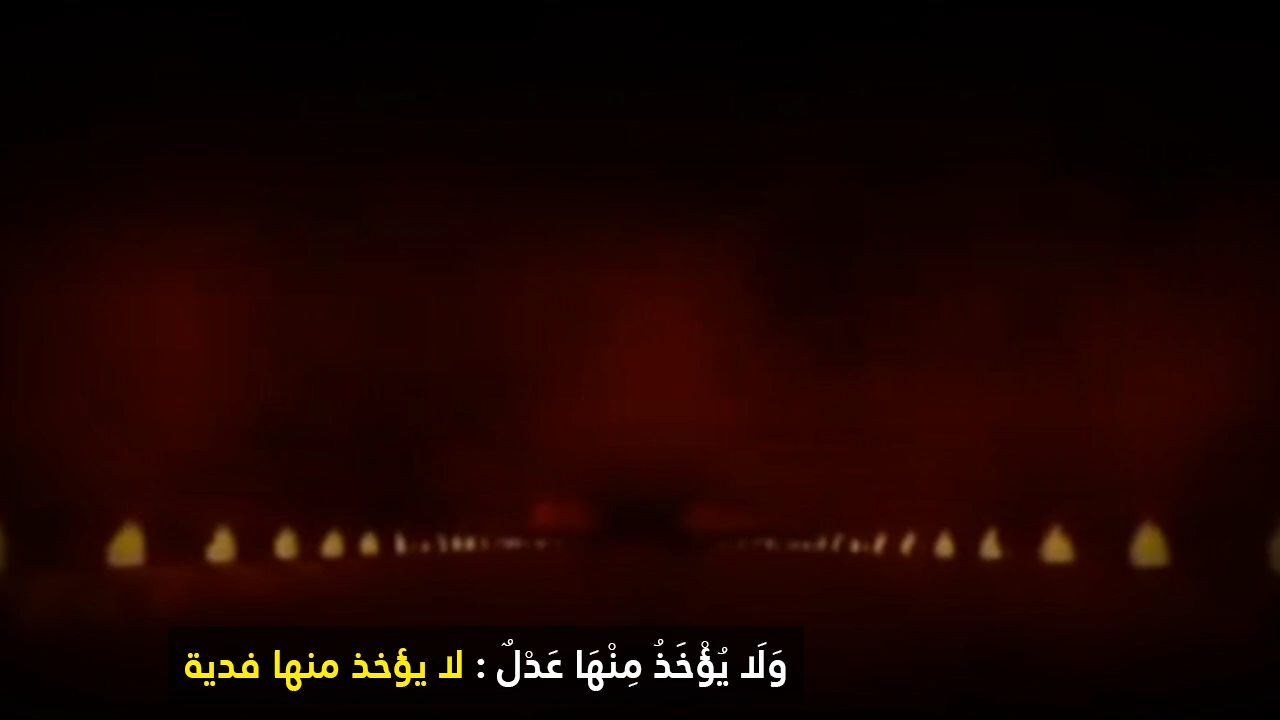 وَلَا يُؤْخَذُ مِنْهَا عَدْلٌ : لا يؤخذ منها فدية